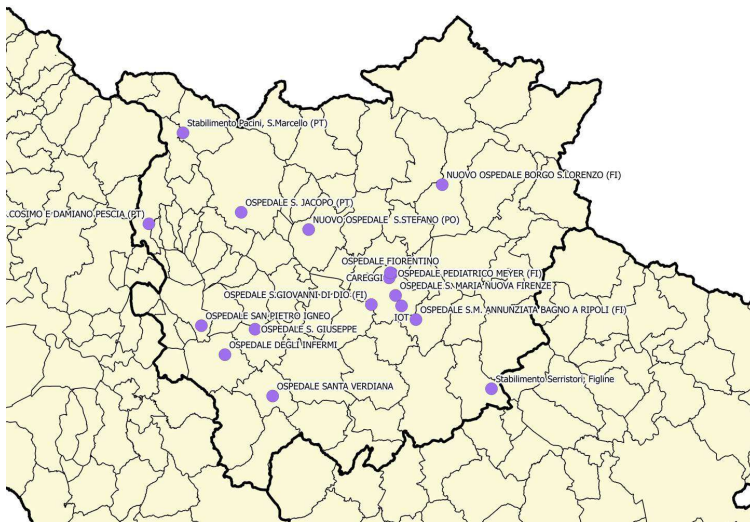 Stabilimento Pacini, S.Marcello (PT)
NUOVO OSPEDALE BORGO S.LORENZO (FI)
OSPEDALE S. JACOPO (PT)
.COSIMO E DAMIANO PESCIA (PT)
NUOVO OSPEDALE S.STEFANO (PO)
OSPEDALE FIORENTINO
OSPEDALE PEDIATRICO MEYER (FI)
CAREGGI
OSPEDALE S. MARIA NUOVA FIRENZE
OSPEDALE S.GIOVANNI DI DIO (FI)
OSPEDALE S.M. ANNUNZIATA BAGNO A RIPOLI (FI)
IOT
OSPEDALE SAN PIETRO IGNEO
OSPEDALE S. GIUSEPPE
OSPEDALE DEGLI INFERMI
OSPEDALE SANTA VERDIANA
Stabilimento Serristori, Figline